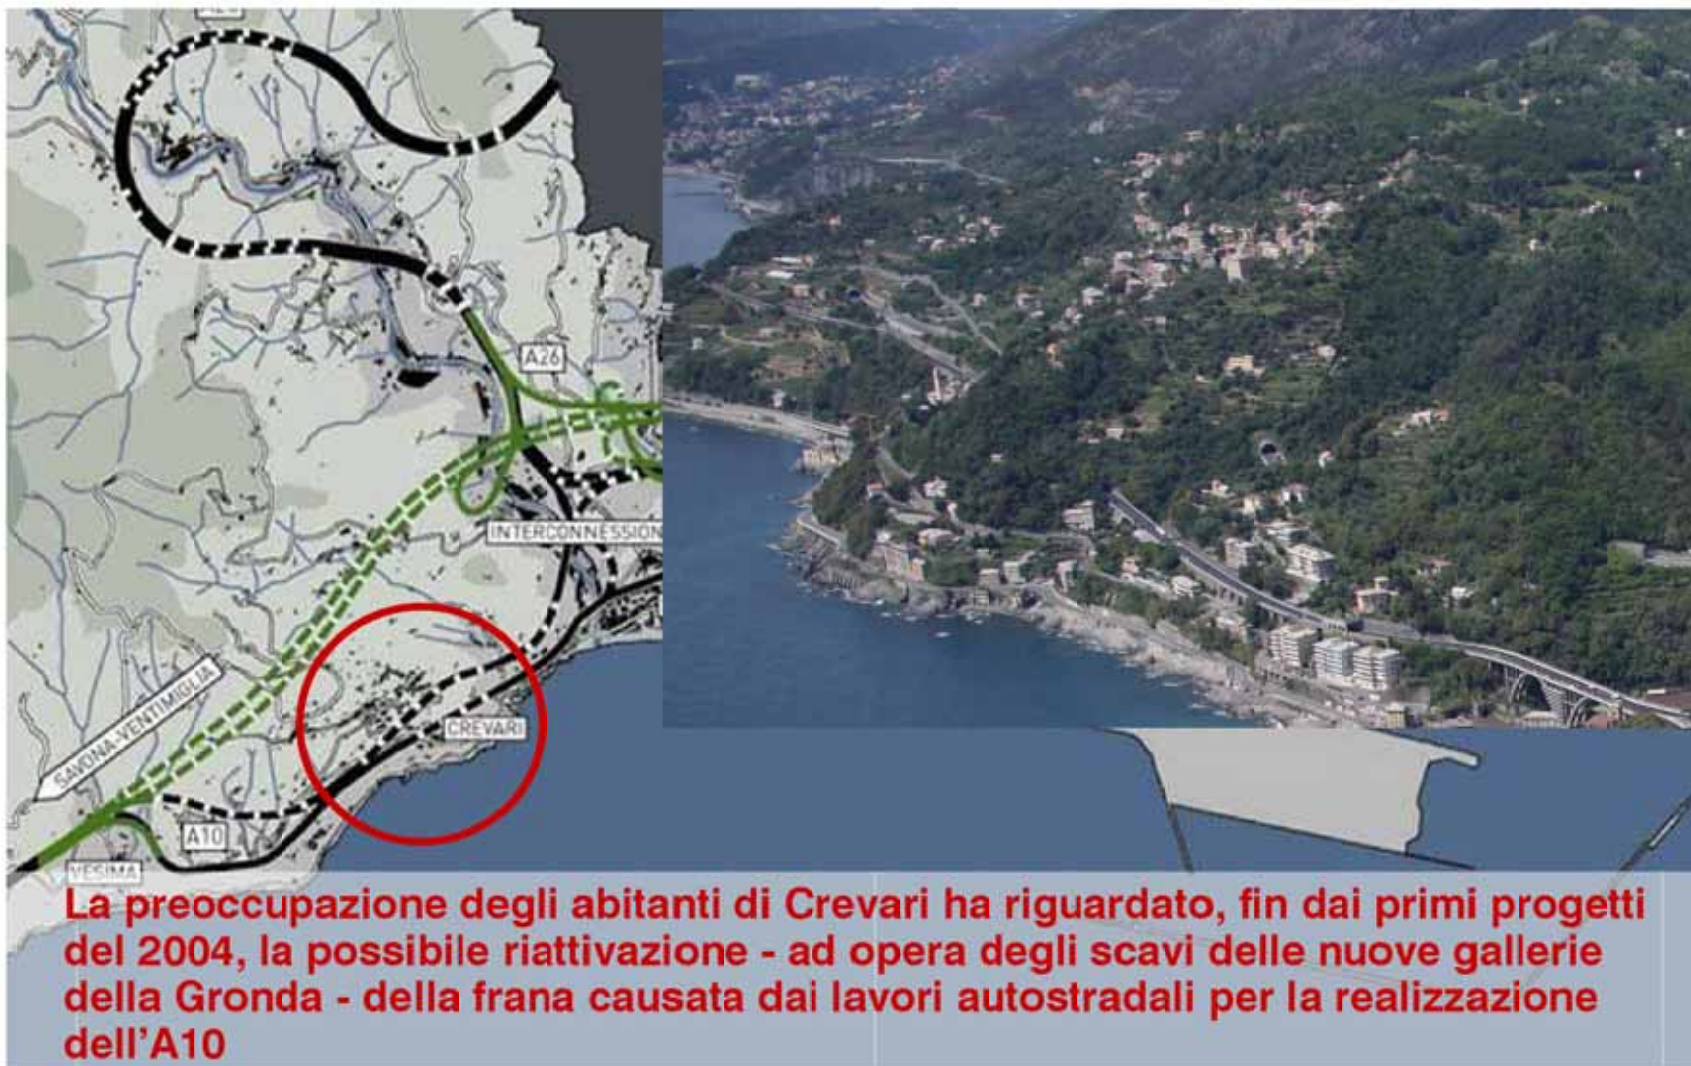 A26
INTERCONNESSION
SAVONA-VENTIMIGLIA
CREVARI
A10
VESIMA
La preoccupazione degli abitanti di Crevari ha riguardato, fin dai primi progetti
del 2004, la possibile riattivazione - ad opera degli scavi delle nuove gallerie
della Gronda - della frana causata dai lavori autostradali per la realizzazione
dell'A10